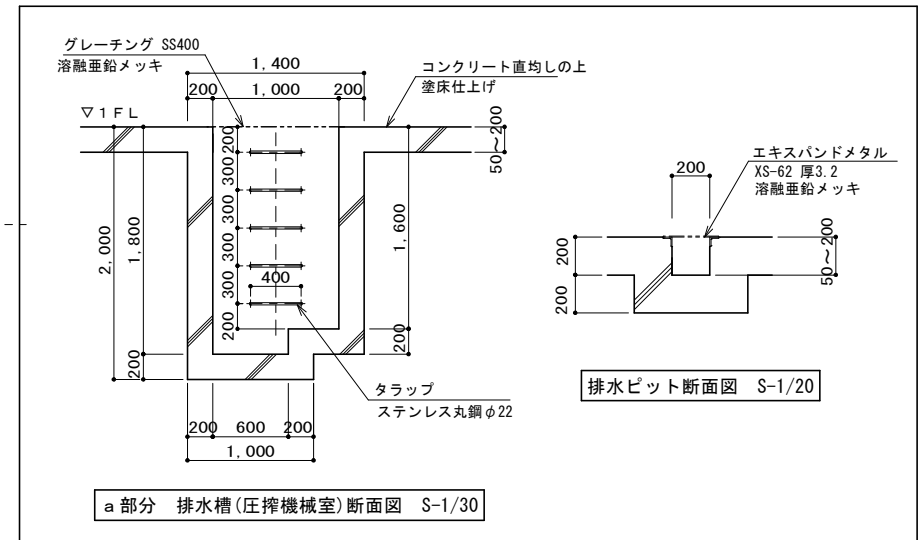 グレーチング SS400
溶融亜鉛メッキ
1,400
200
1,000
200
コンクリート直均しの上
塗床仕上げ
▽1FL
200
300
300
300
300
200
400
2,000
1,800
200
1,600
200
50～200
タラップ
ステンレス丸鋼φ22
200
600
200
1,000
a部分 排水槽(圧搾機械室)断面図 S-1/30
200
エキスパンドメタル
XS-62 厚3.2
溶融亜鉛メッキ
200
200
50～200
排水ピット断面図 S-1/20